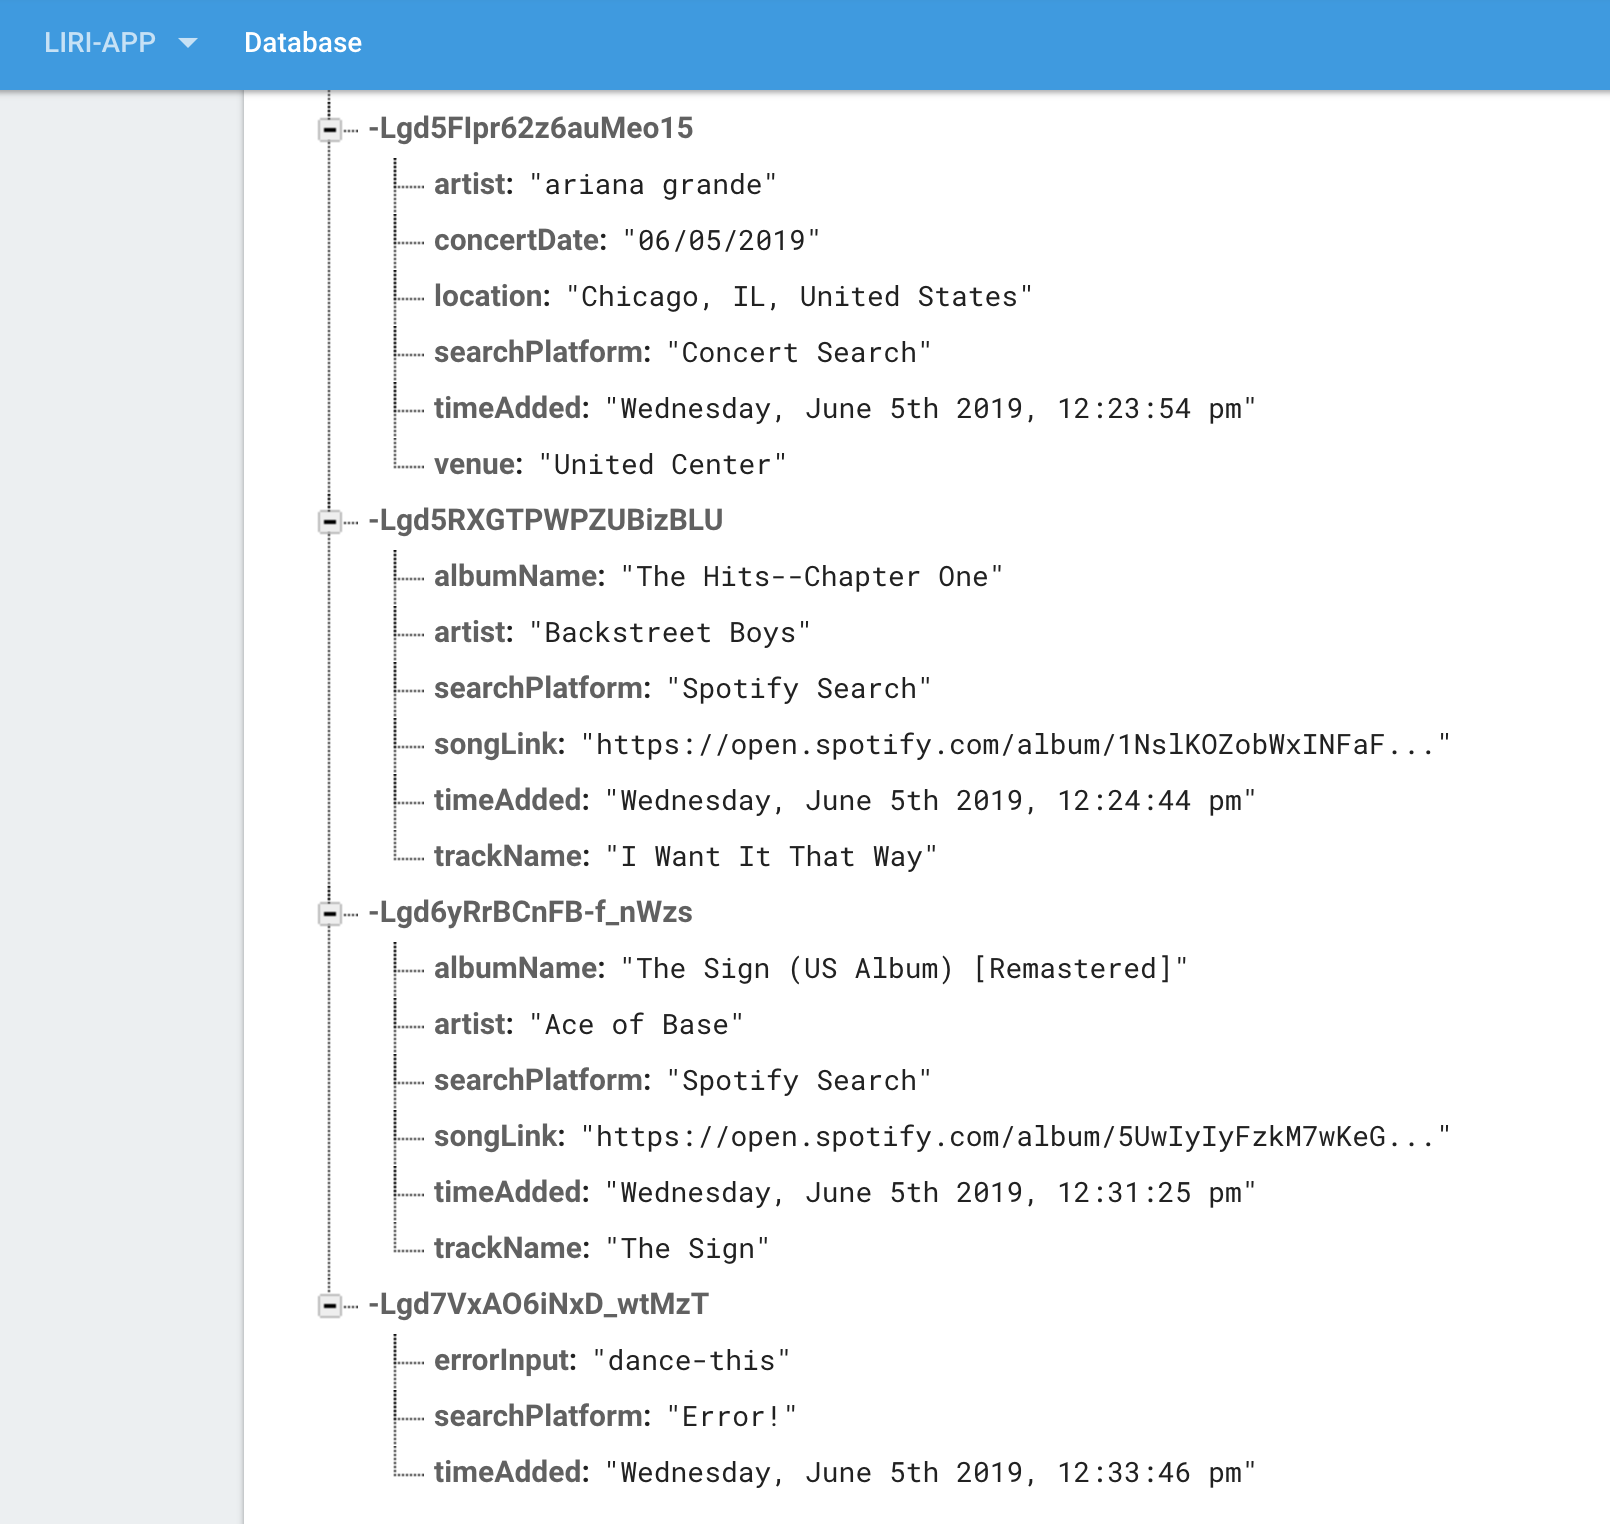 LIRI-APP Database
-Lgd5FIpr62z6auMeo15
artist: "ariana grande"
concertDate: "06/05/2019"
location: "Chicago, IL, United States"
searchPlatform: "Concert Search"
timeAdded: "Wednesday, June 5th 2019, 12:23:54 pm"
venue: "United Center"
-Lgd5RXGTPWPZUBizBLU
albumName: "The Hits--Chapter One"
artist: "Backstreet Boys"
searchPlatform: "Spotify Search"
songLink: "https://open.spotify.com/album/1NslKOZobWxINFaF..."
timeAdded: "Wednesday, June 5th 2019, 12:24:44 pm"
trackName: "I Want It That Way"
-Lgd6yRrBCnFB-f_nWzs
albumName: "The Sign (US Album) [Remastered]"
artist: "Ace of Base"
searchPlatform: "Spotify Search"
songLink: "https://open.spotify.com/album/5UwIyIyFzkM7wKeG..."
timeAdded: "Wednesday, June 5th 2019, 12:31:25 pm"
trackName: "The Sign"
-Lgd7VxAO6iNxD_wtMzT
errorInput: "dance-this"
searchPlatform: "Error!"
timeAdded: "Wednesday, June 5th 2019, 12:33:46 pm"